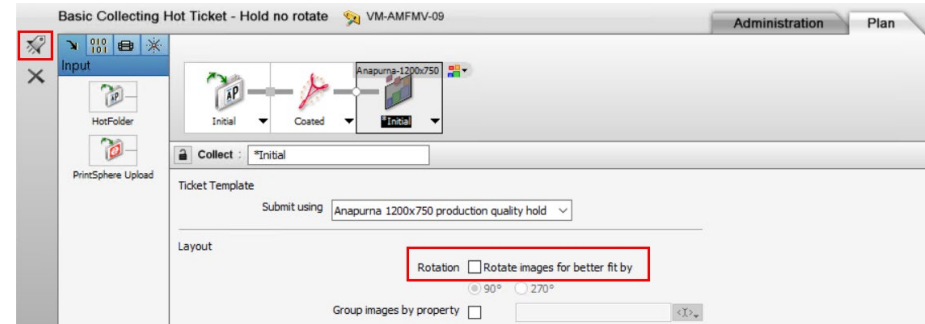 Basic Collecting Hot Ticket - Hold no rotate VM-AMFMV-09
Administration Plan
Input
HotFolder
PrintSphere Upload
Anapurna-1200x750
Initial Coated *Initial
Collect : *Initial
Ticket Template
Submit using Anapurna 1200x750 production quality hold
Layout
Rotation Rotate images for better fit by
90° 270°
Group images by property